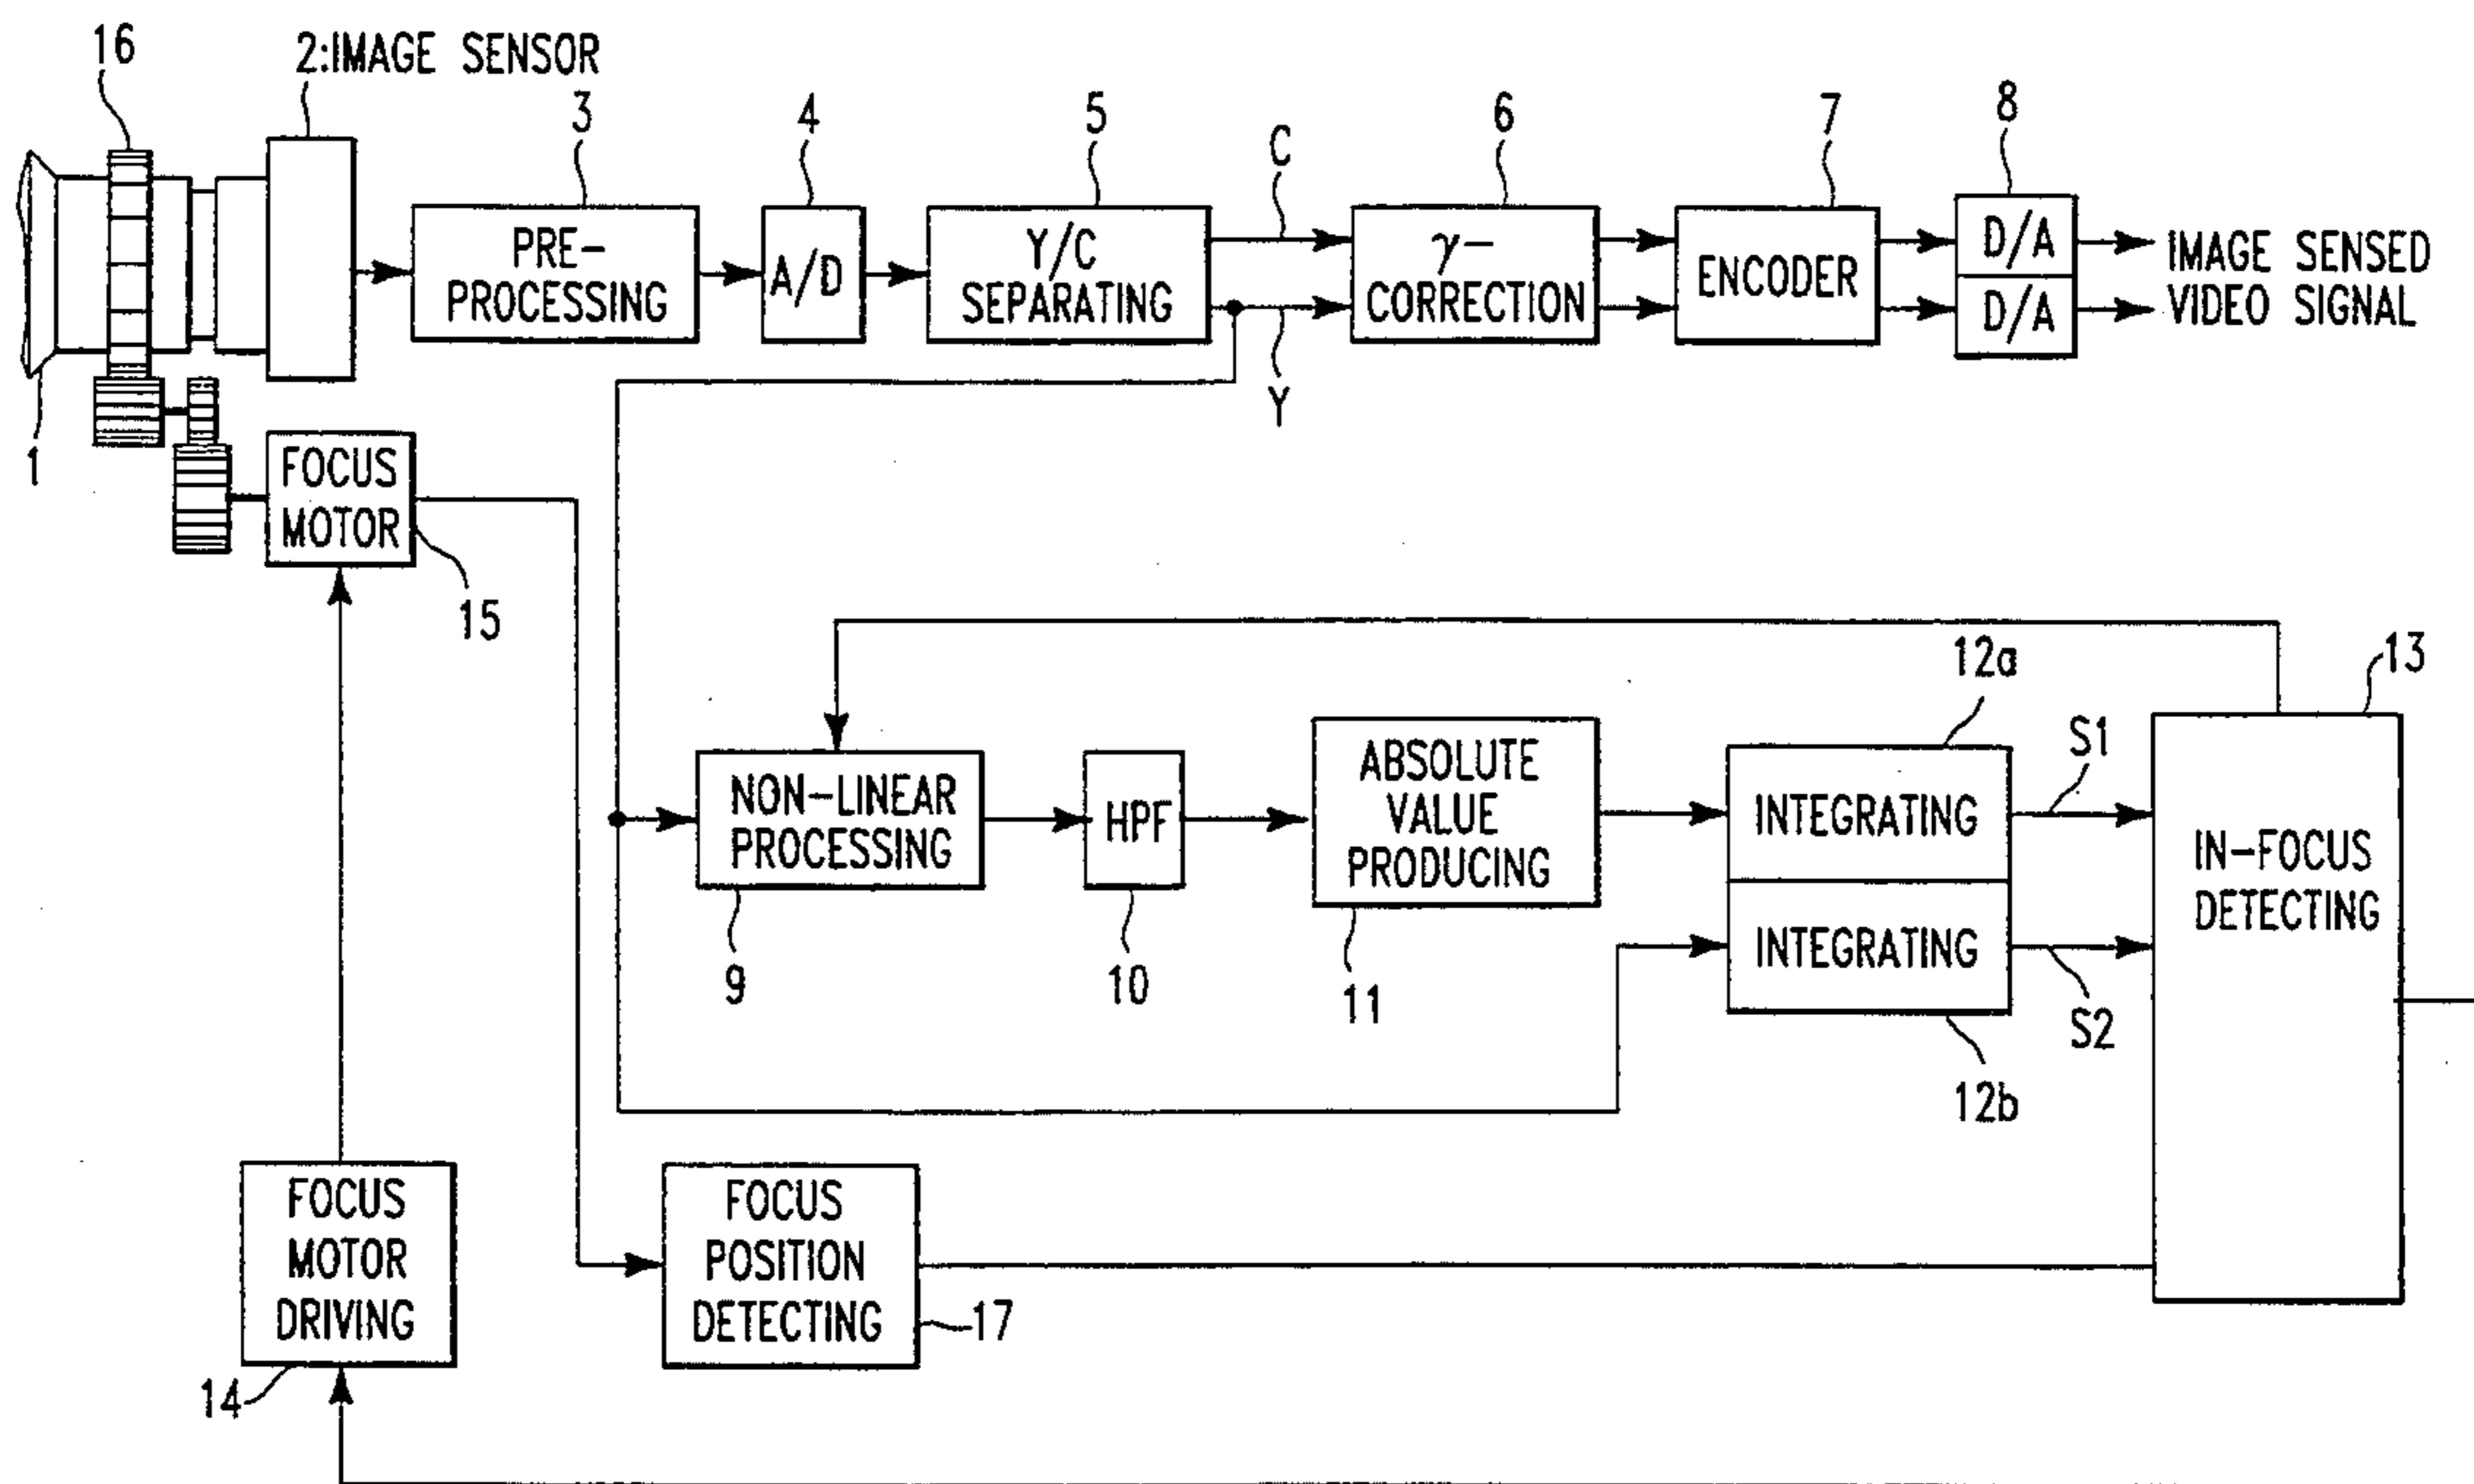 16
2:IMAGE SENSOR
3
4
5
C
6
7
8
PRE-
PROCESSING
A/D
Y/C
SEPARATING
γ-
CORRECTION
ENCODER
D/A
D/A
IMAGE SENSED
VIDEO SIGNAL
Y
1
FOCUS
MOTOR
15
12a
13
S1
NON-LINEAR
PROCESSING
HPF
ABSOLUTE
VALUE
PRODUCING
INTEGRATING
IN-FOCUS
DETECTING
INTEGRATING
9
10
11
S2
12b
FOCUS
MOTOR
DRIVING
FOCUS
POSITION
DETECTING
17
14